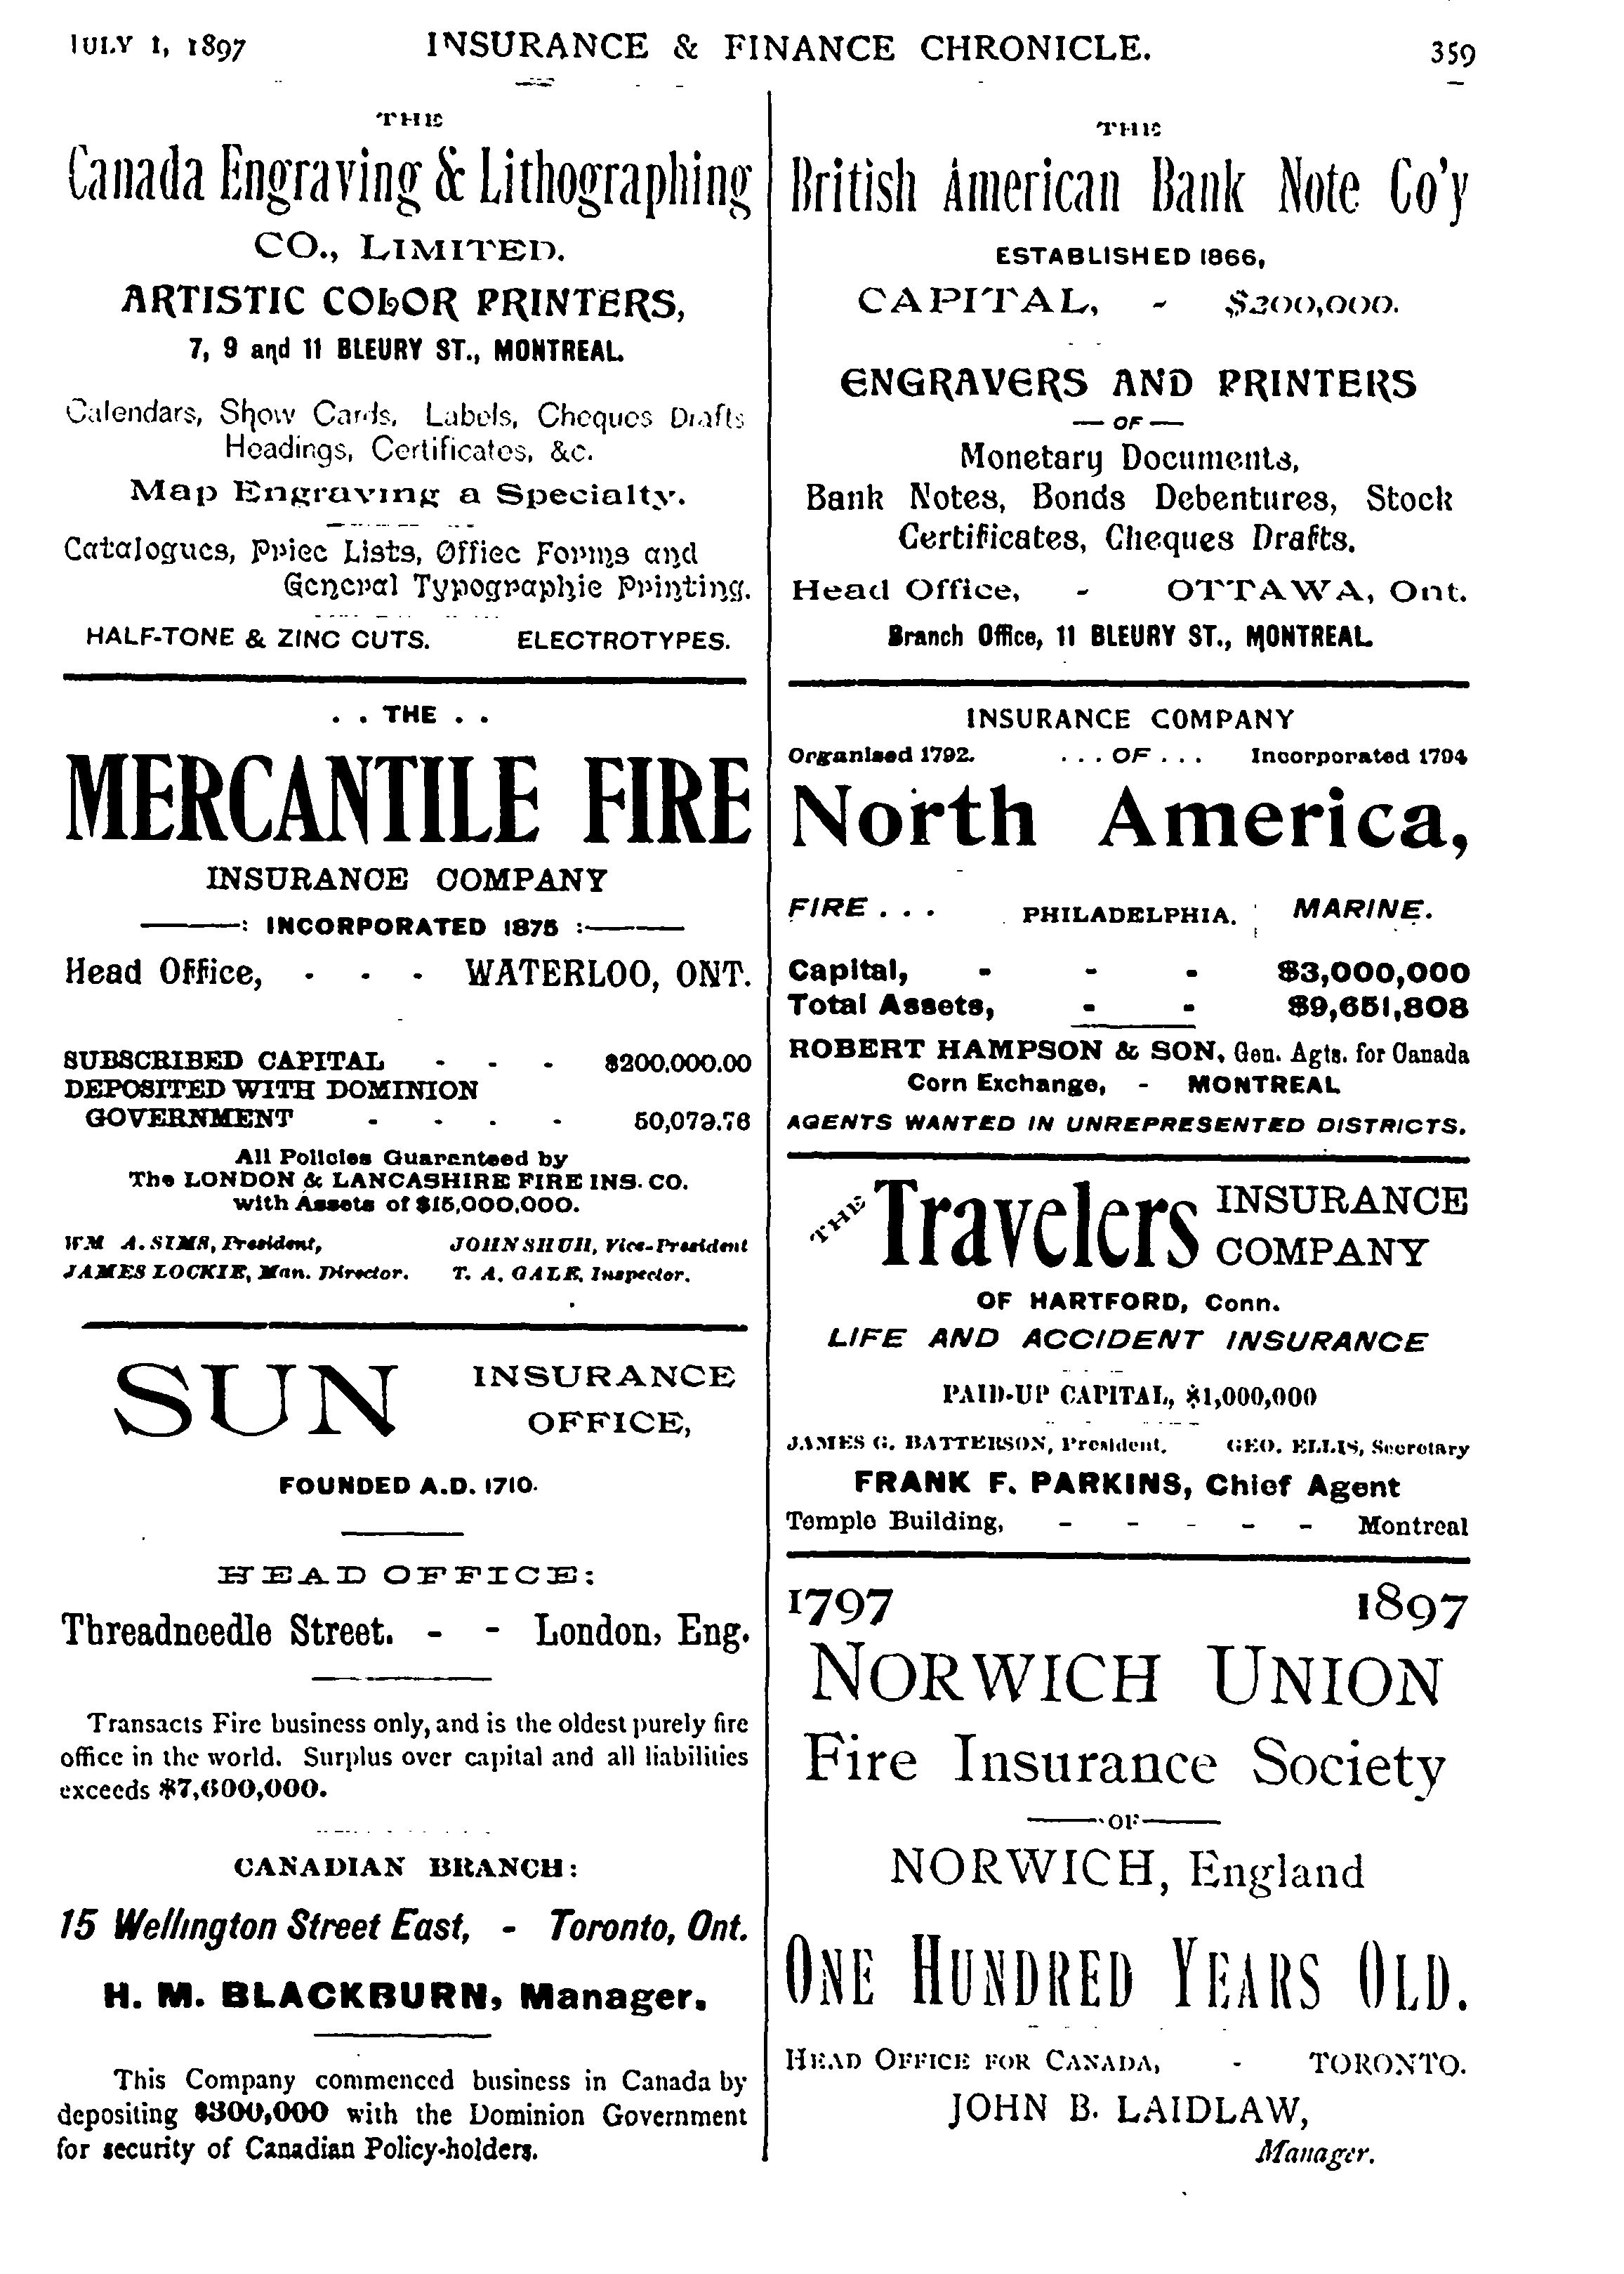 JULY 1, 1897 INSURANCE & FINANCE CHRONICLE. 359
THE
Canada Engraving & Lithographing
CO., LIMITED.
ARTISTIC COLOR PRINTERS,
7, 9 and 11 BLEURY ST., MONTREAL.
Calendars, Show Cards, Labels, Cheques Drafts
Headings, Certificates, &c.
Map Engraving a Specialty.
Catalogues, Price Lists, Office Forms and
General Typographic Printing.
HALF-TONE & ZINC CUTS. ELECTROTYPES.
. . THE . .
MERCANTILE FIRE
INSURANCE COMPANY
: INCORPORATED 1875 :
Head Office, - - - WATERLOO, ONT.
SUBSCRIBED CAPITAL - - - $200,000.00
DEPOSITED WITH DOMINION
GOVERNMENT - - - - 50,079.76
All Policies Guaranteed by
The LONDON & LANCASHIRE FIRE INS. CO.
with Assets of $15,000,000.
WM A. SIMS, President, JOHN SHUH, Vice-President
JAMES LOCKIE, Man. Director. T. A. GALE, Inspector.
SUN INSURANCE
OFFICE,
FOUNDED A.D. 1710.
HEAD OFFICE:
Threadneedle Street. - - London, Eng.
Transacts Fire business only, and is the oldest purely fire
office in the world. Surplus over capital and all liabilities
exceeds $7,600,000.
CANADIAN BRANCH:
15 Wellington Street East, - Toronto, Ont.
H. M. BLACKBURN, Manager.
This Company commenced business in Canada by
depositing $300,000 with the Dominion Government
for security of Canadian Policy-holders.
THE
British American Bank Note Co'y
ESTABLISHED 1866,
CAPITAL, - $200,000.
ENGRAVERS AND PRINTERS
— OF —
Monetary Documents,
Bank Notes, Bonds Debentures, Stock
Certificates, Cheques Drafts.
Head Office, - OTTAWA, Ont.
Branch Office, 11 BLEURY ST., MONTREAL
INSURANCE COMPANY
Organised 1792. . . . OF . . . Incorporated 1794
North America,
FIRE . . . PHILADELPHIA. MARINE.
Capital, - - - $3,000,000
Total Assets, - - $9,651,808
ROBERT HAMPSON & SON, Gen. Agts. for Canada
Corn Exchange, - MONTREAL
AGENTS WANTED IN UNREPRESENTED DISTRICTS.
THE Travelers INSURANCE
COMPANY
OF HARTFORD, Conn.
LIFE AND ACCIDENT INSURANCE
PAID-UP CAPITAL, $1,000,000
JAMES G. BATTERSON, President. GEO. ELLIS, Secretary
FRANK F. PARKINS, Chief Agent
Temple Building, - - - - - Montreal
1797 1897
NORWICH UNION
Fire Insurance Society
OF
NORWICH, England
ONE HUNDRED YEARS OLD.
HEAD OFFICE FOR CANADA, - TORONTO.
JOHN B. LAIDLAW,
Manager.